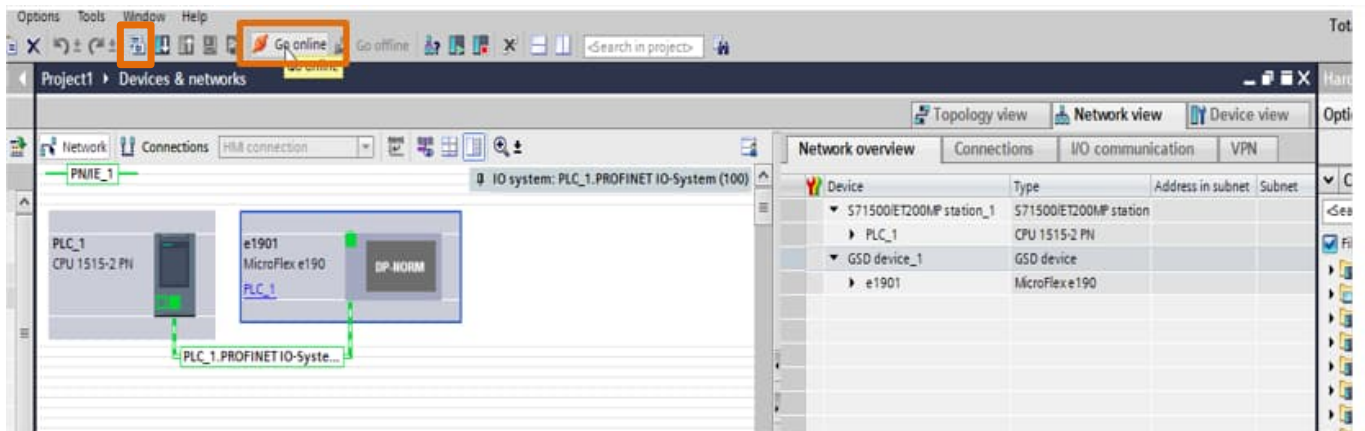 Options Tools Window Help
Tot
Go online Go offline <Search in project>
Project1 ▸ Devices & networks
Hard
Topology view Network view Device view
Opti
Network Connections HMI connection
Network overview Connections I/O communication VPN
PN/IE_1
IO system: PLC_1.PROFINET IO-System (100)
Device Type Address in subnet Subnet
S71500/ET200MP station_1 S71500/ET200MP station
PLC_1 CPU 1515-2 PN
GSD device_1 GSD device
e1901 MicroFlex e190
PLC_1
CPU 1515-2 PN
e1901
MicroFlex e190
PLC_1
DP-NORM
PLC_1.PROFINET IO-Syste...
C
<Sea
Fi